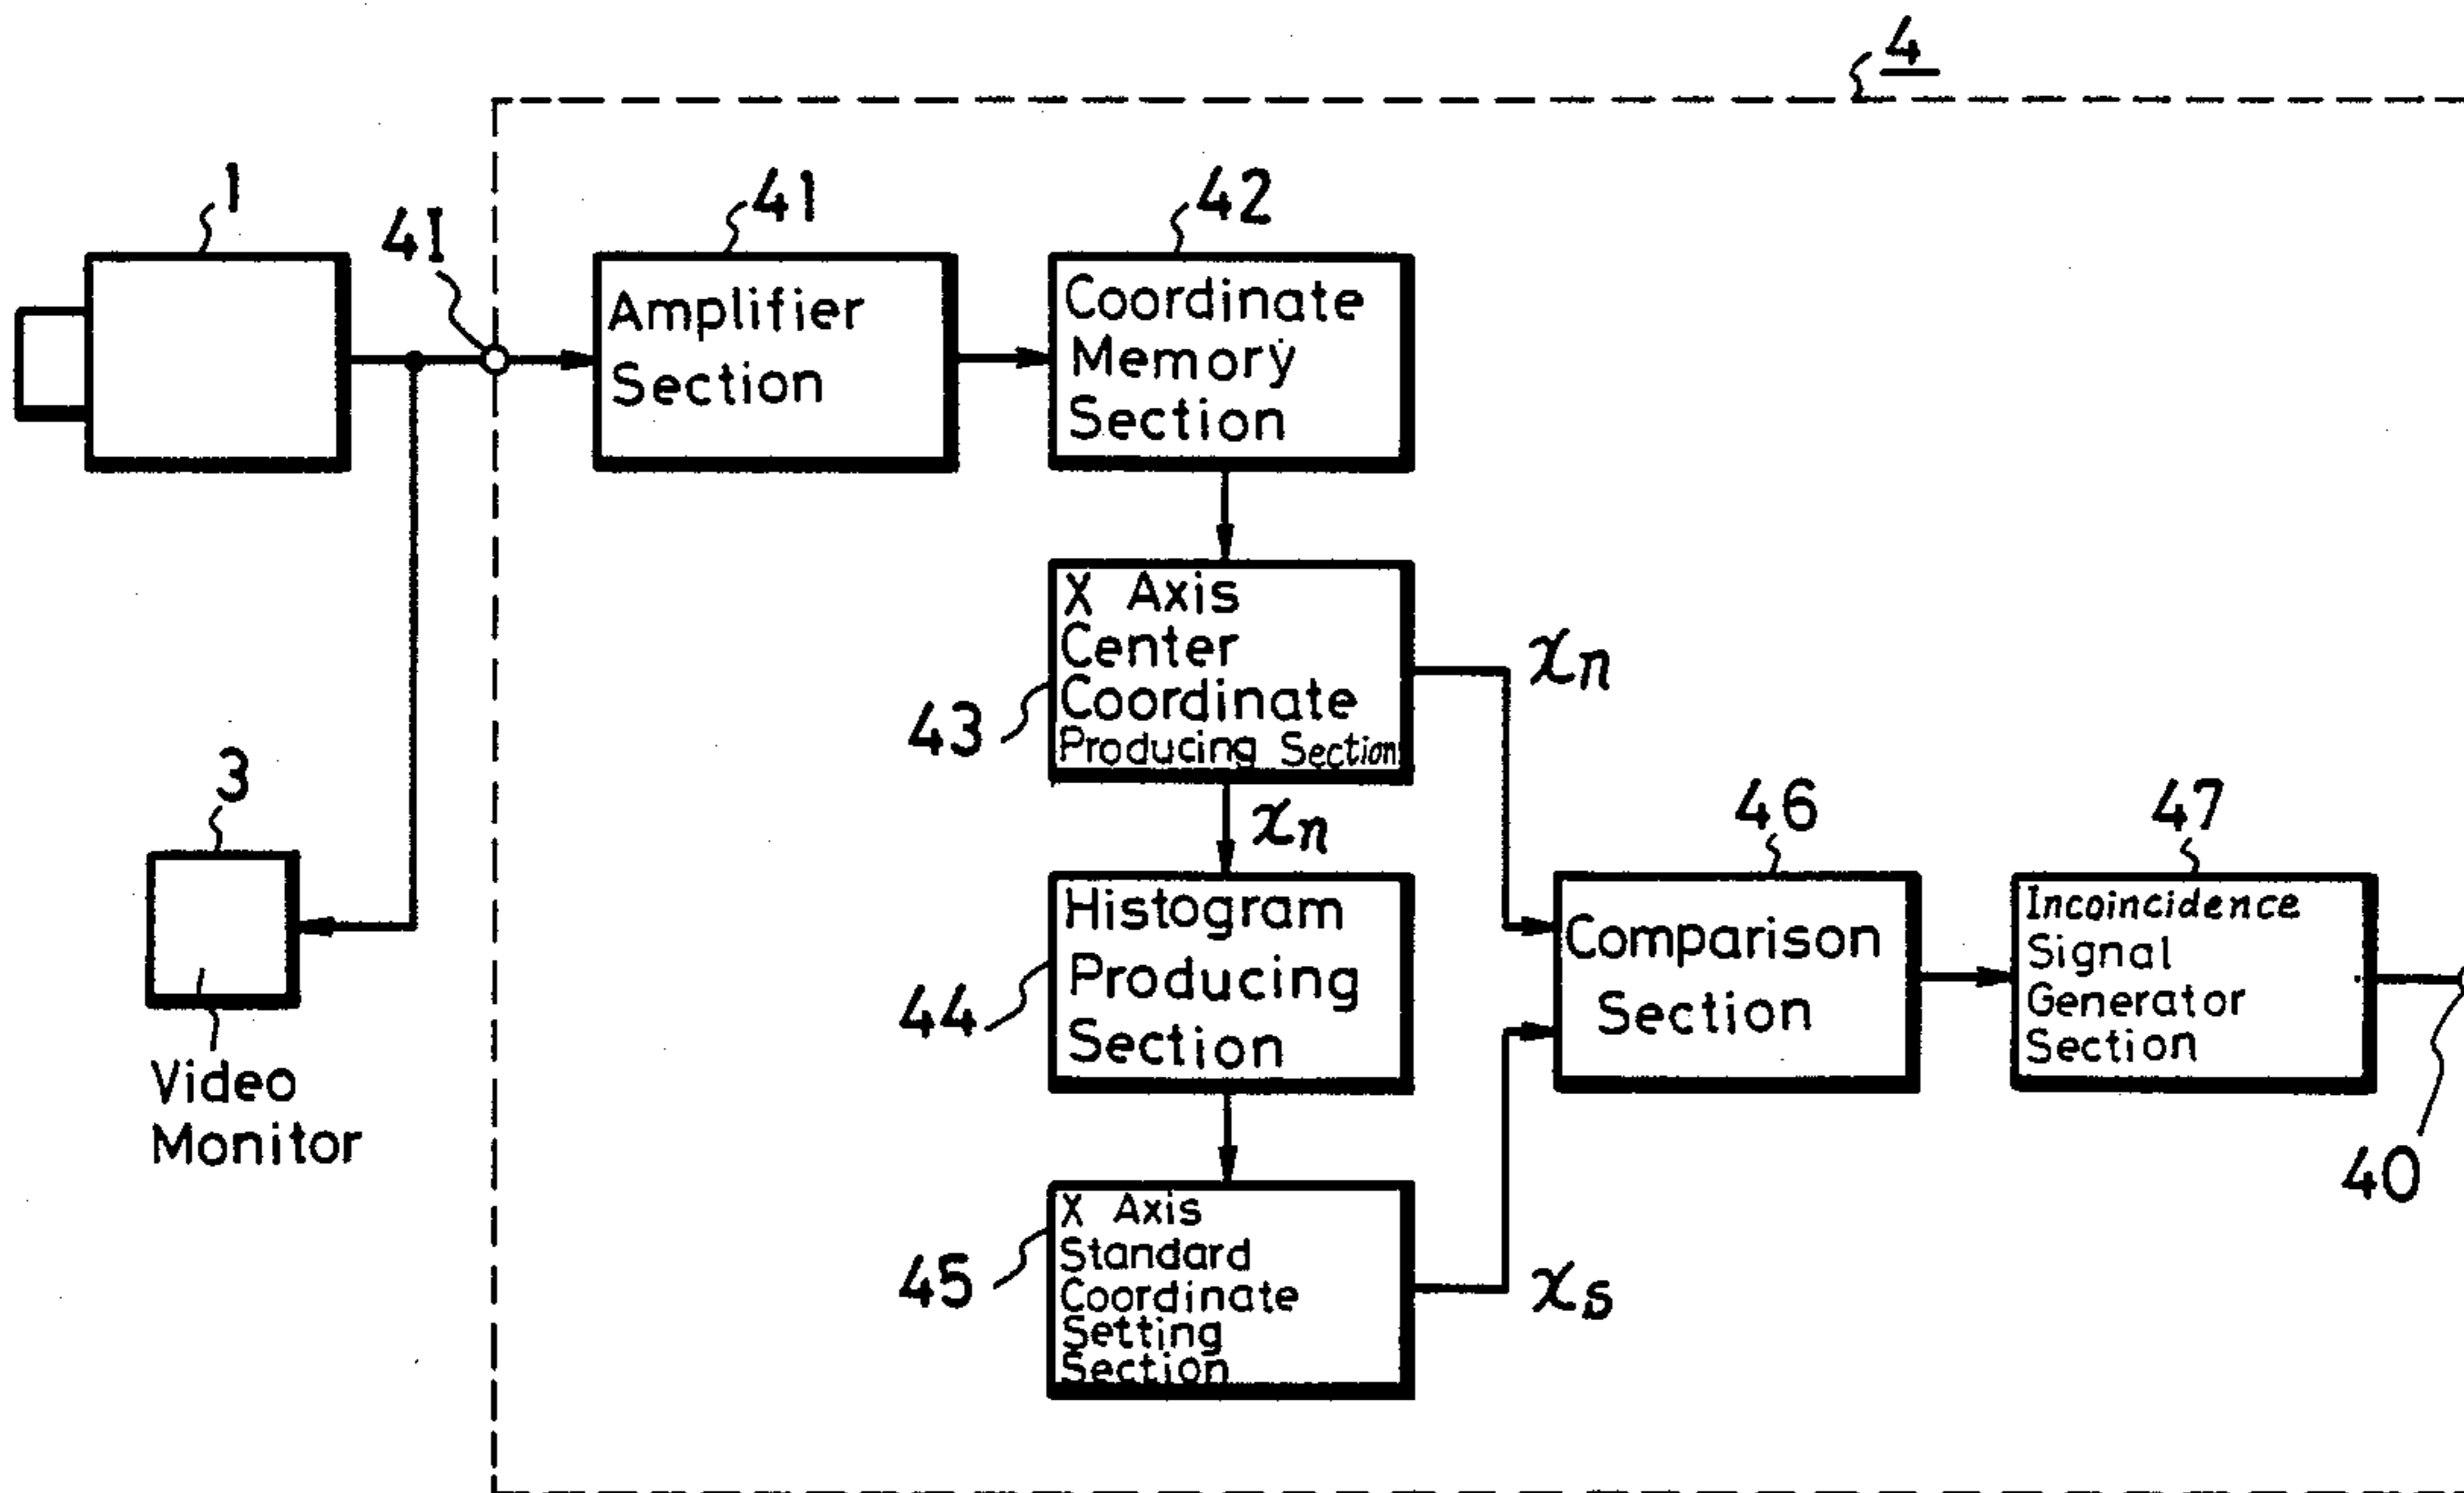 4
1
4I
41
42
Amplifier
Section
Coordinate
Memory
Section
X Axis
Center
Coordinate
Producing Section
43
xn
xn
3
Video
Monitor
Histogram
Producing
Section
44
46
Comparison
Section
47
Incoincidence
Signal
Generator
Section
40
X Axis
Standard
Coordinate
Setting
Section
45
xs